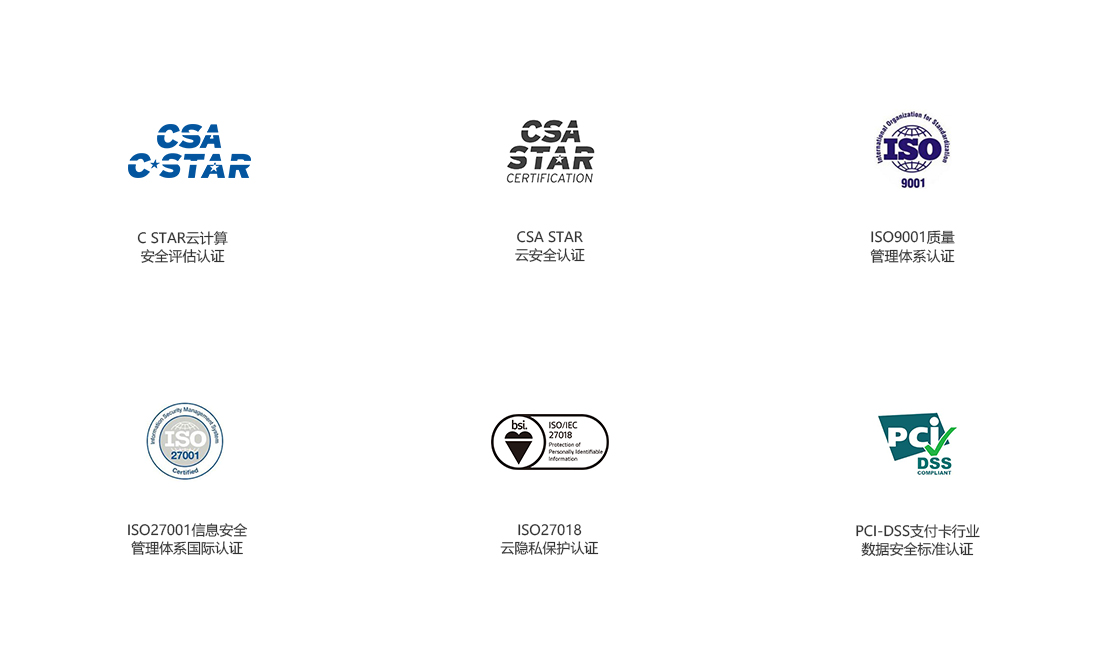 CSA
C★STAR
C STAR云计算
安全评估认证
CSA
STAR
CERTIFICATION
CSA STAR
云安全认证
International Organization for Standardization
ISO
9001
ISO9001质量
管理体系认证
Information Security Management System
ISO
27001
Certified
ISO27001信息安全
管理体系国际认证
bsi.
ISO/IEC
27018
Protection of
Personally Identifiable
Information
ISO27018
云隐私保护认证
PCi
DSS
COMPLIANT
PCI-DSS支付卡行业
数据安全标准认证